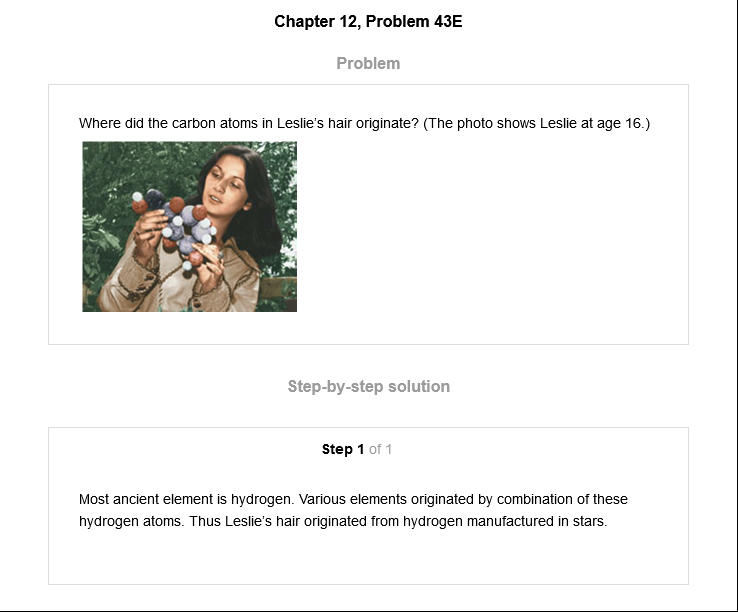 Chapter 12, Problem 43E
Problem
Where did the carbon atoms in Leslie's hair originate? (The photo shows Leslie at age 16.)
Step-by-step solution
Step 1 of 1
Most ancient element is hydrogen. Various elements originated by combination of these
hydrogen atoms. Thus Leslie's hair originated from hydrogen manufactured in stars.